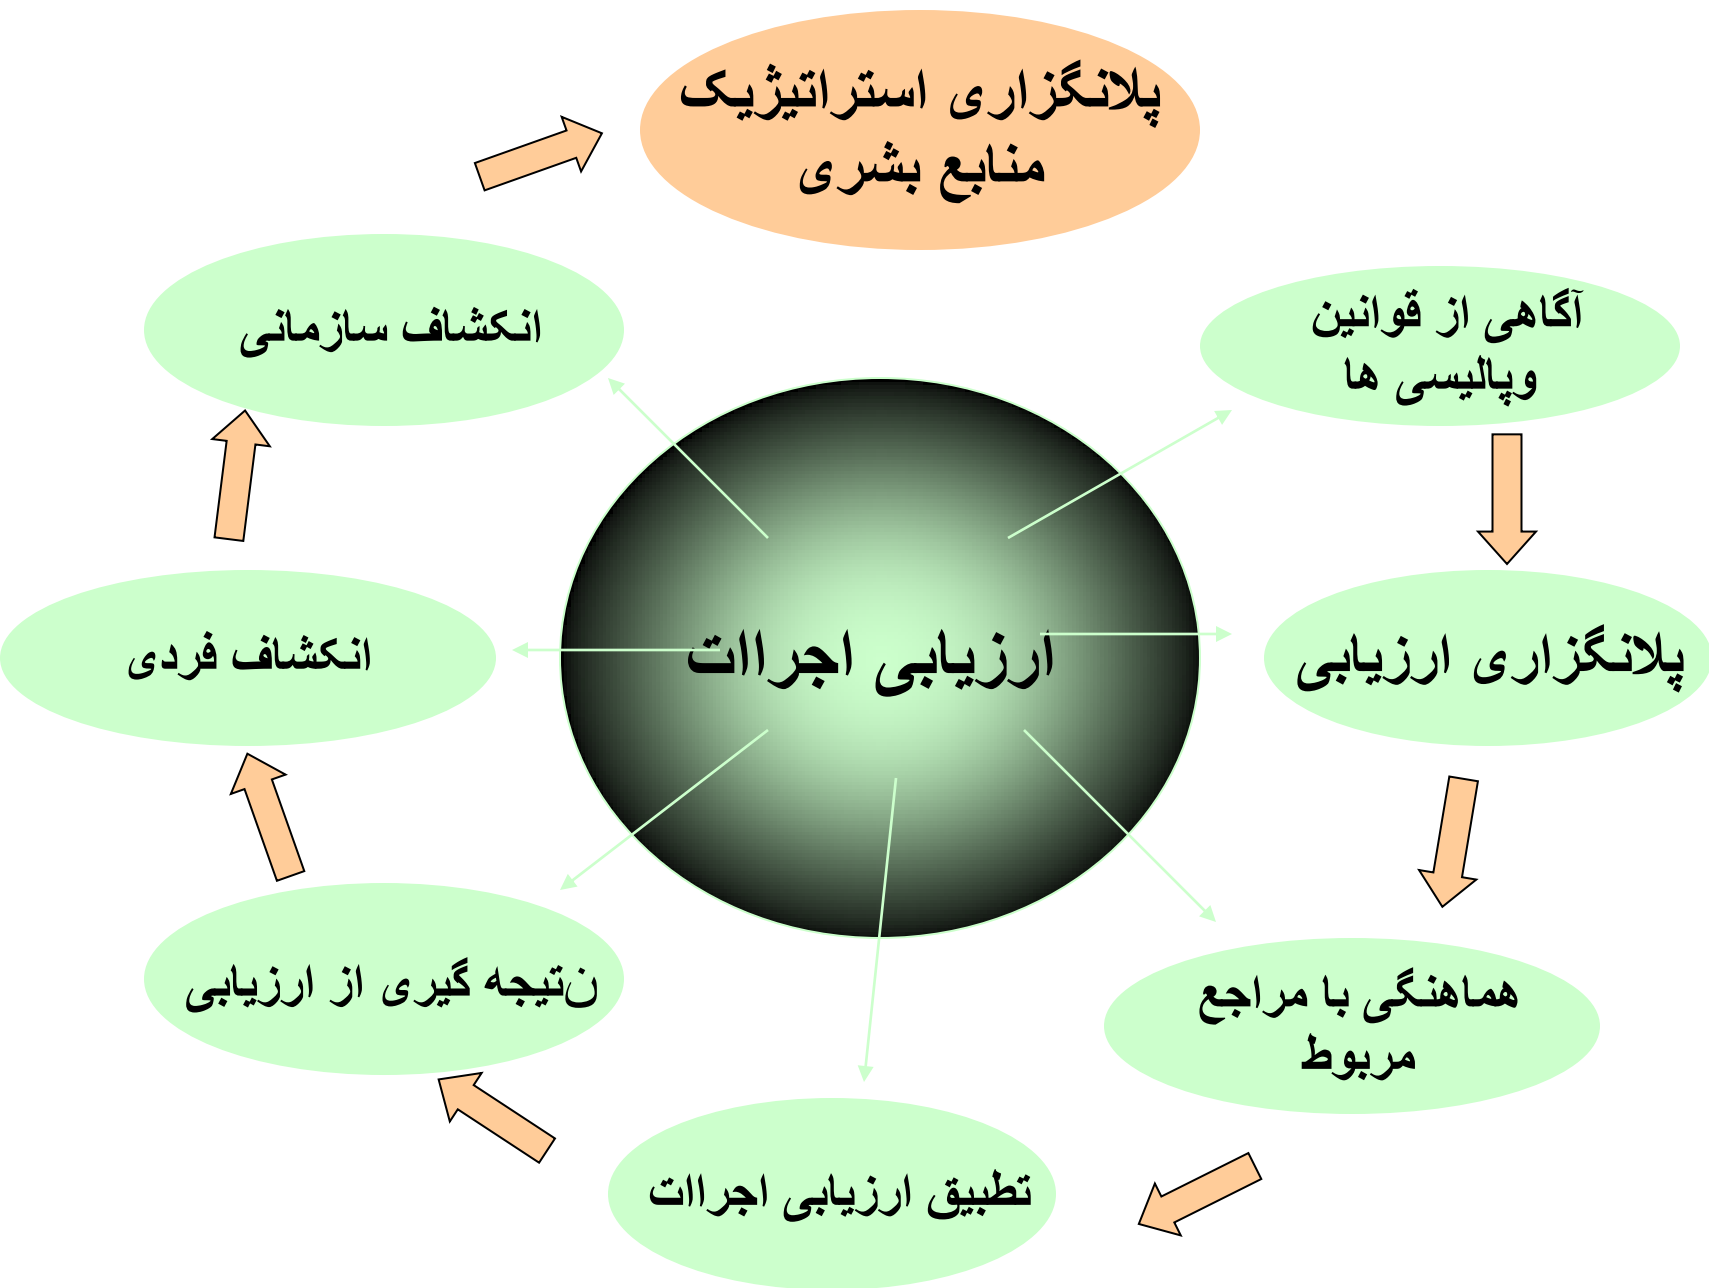 پلانگزاری استراتیژیک
منابع بشری
آگاهی از قوانین
وپالیسی ها
پلانگزاری ارزیابی
هماهنگی با مراجع
مربوط
تطبیق ارزیابی اجراات
نتیجه گیری از ارزیابی
انکشاف فردی
انکشاف سازمانی
ارزیابی اجراات